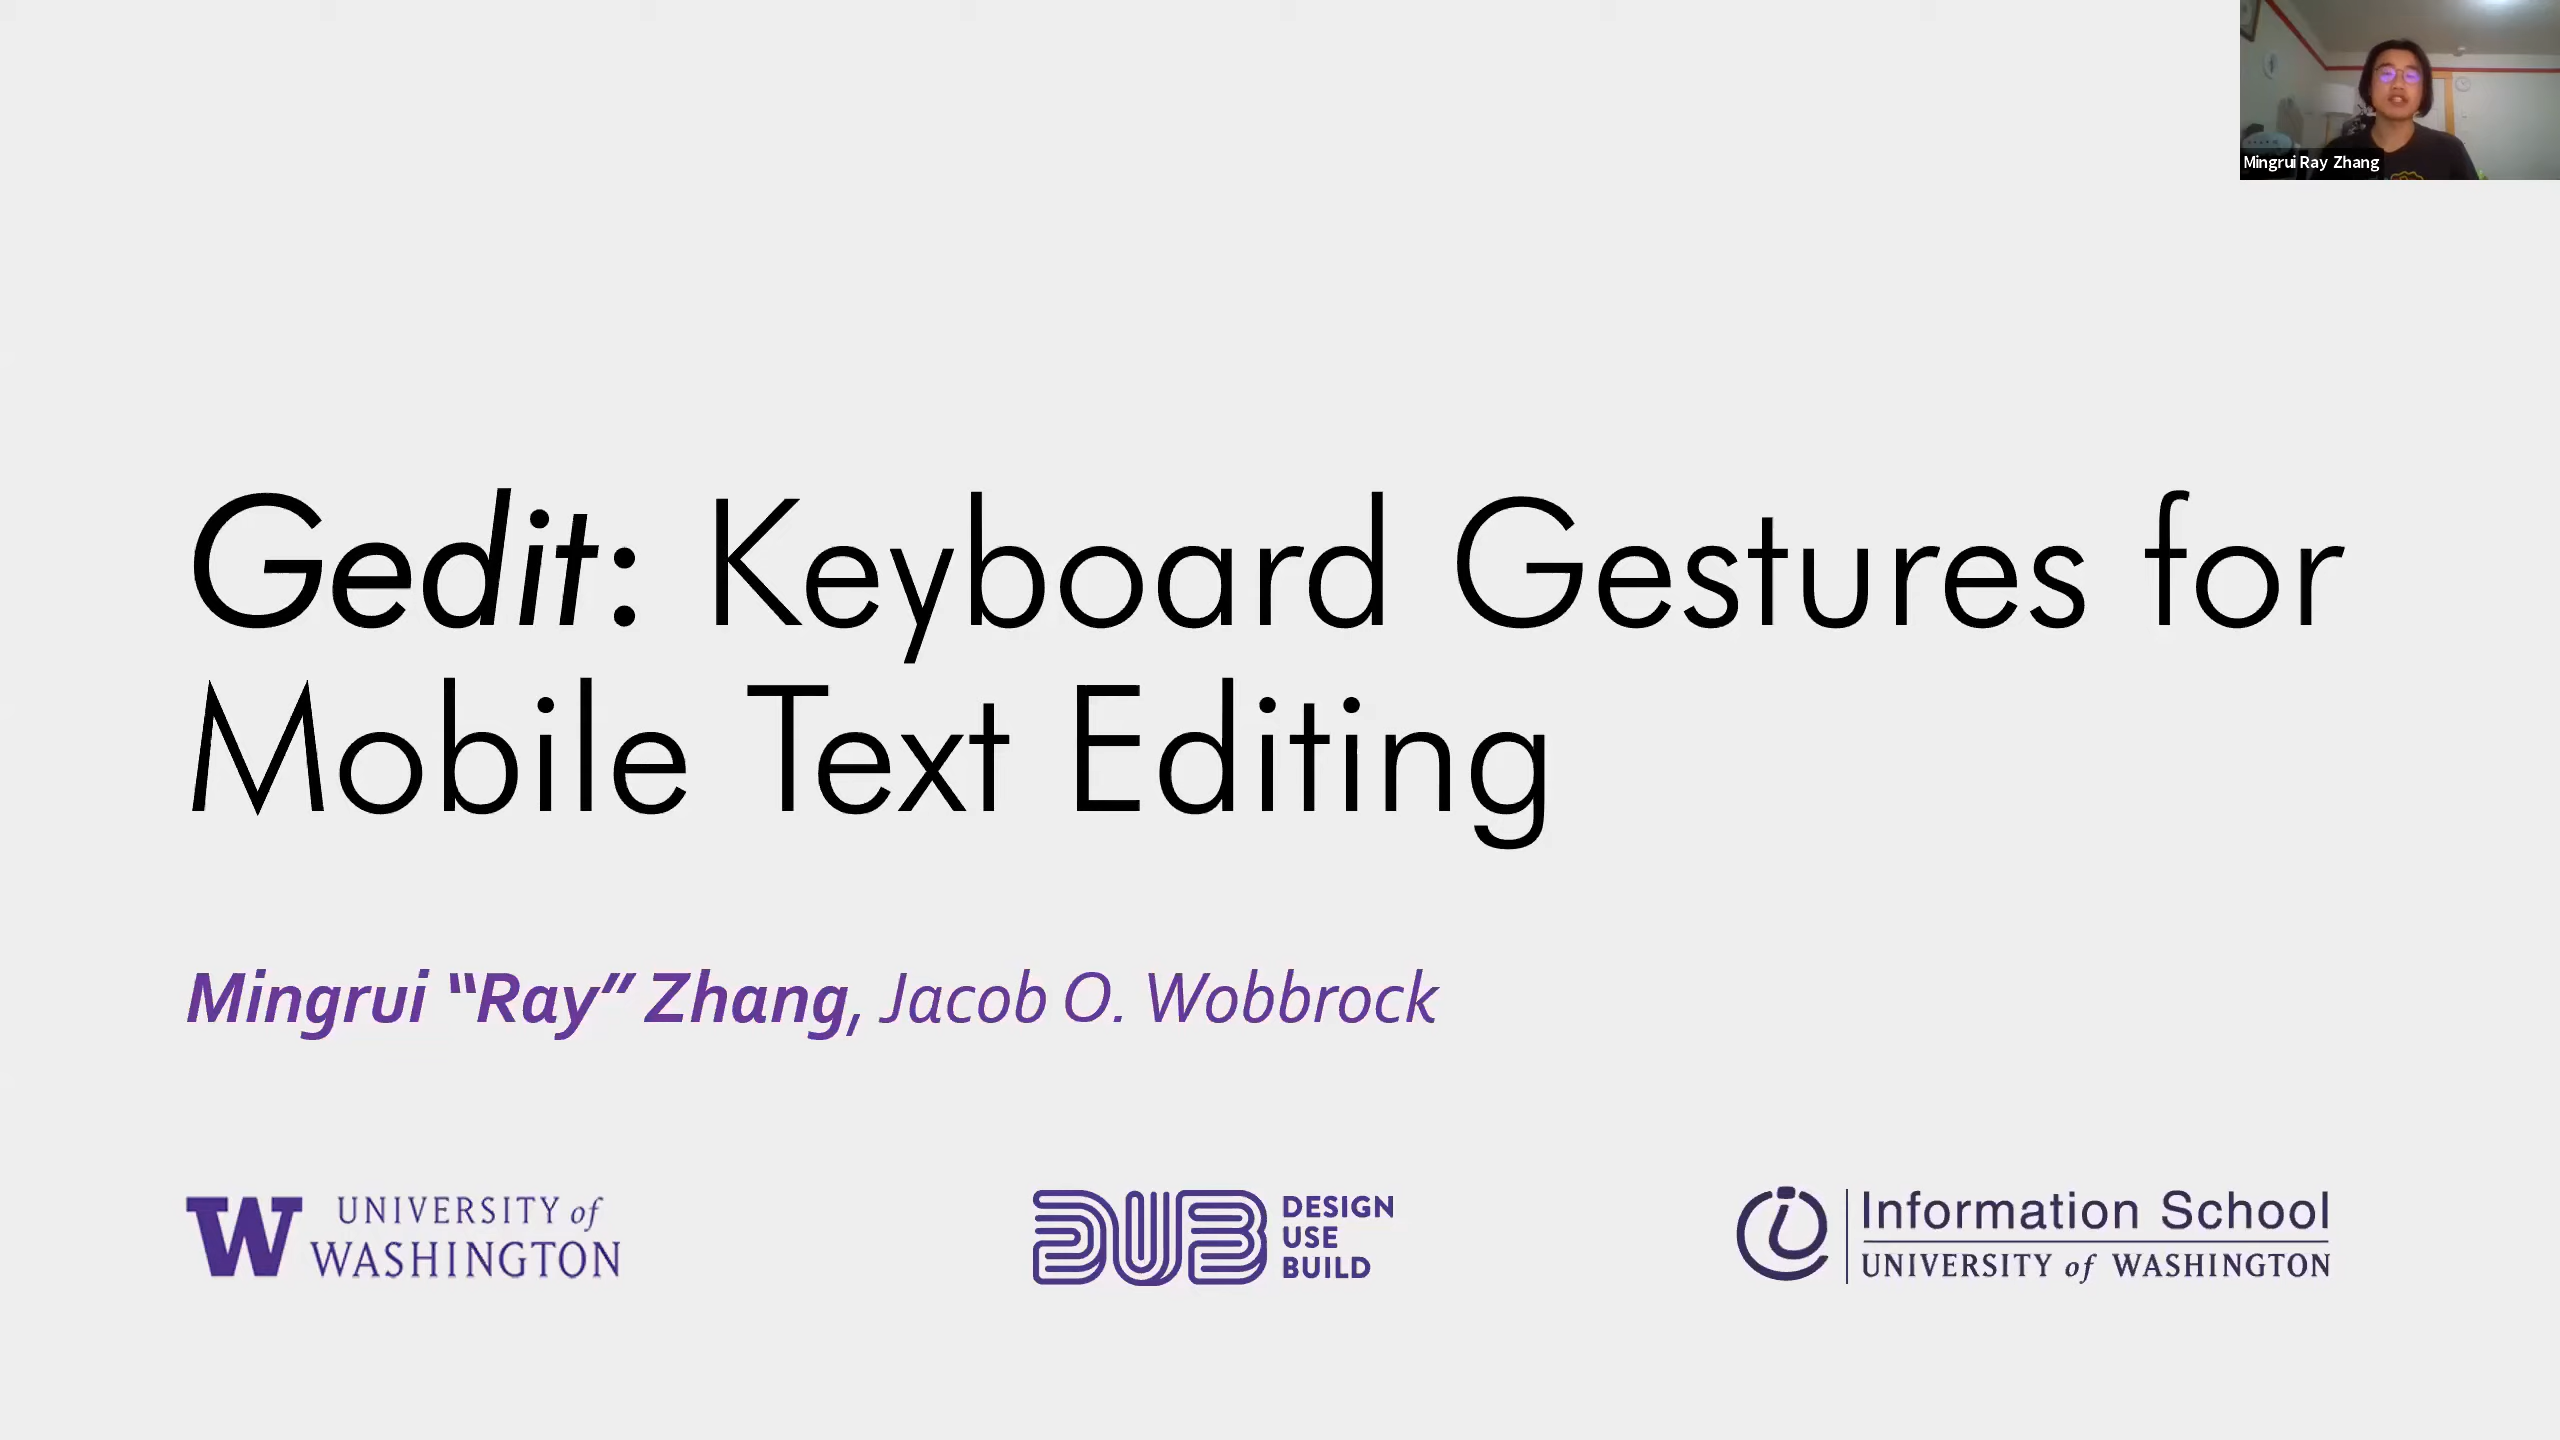 Mingrui Ray Zhang
Gedit: Keyboard Gestures for
Mobile Text Editing
Mingrui “Ray” Zhang, Jacob O. Wobbrock
W UNIVERSITY of
WASHINGTON
DUB DESIGN
USE
BUILD
Information School
UNIVERSITY of WASHINGTON